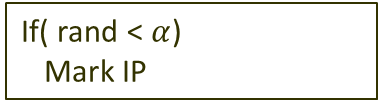 If( rand < 𝛼)
Mark IP